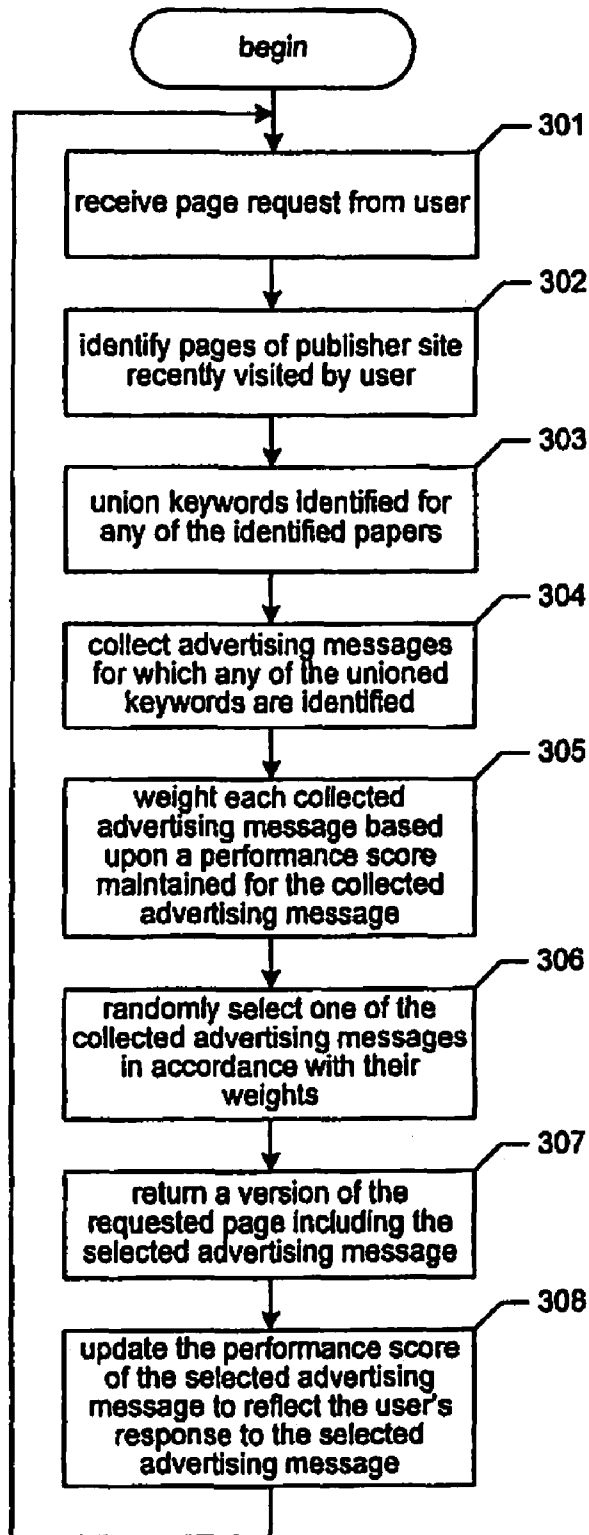 begin
301
receive page request from user
302
identify pages of publisher site
recently visited by user
303
union keywords identified for
any of the identified papers
304
collect advertising messages
for which any of the unioned
keywords are identified
305
weight each collected
advertising message based
upon a performance score
maintained for the collected
advertising message
306
randomly select one of the
collected advertising messages
in accordance with their
weights
307
return a version of the
requested page including the
selected advertising message
308
update the performance score
of the selected advertising
message to reflect the user's
response to the selected
advertising message